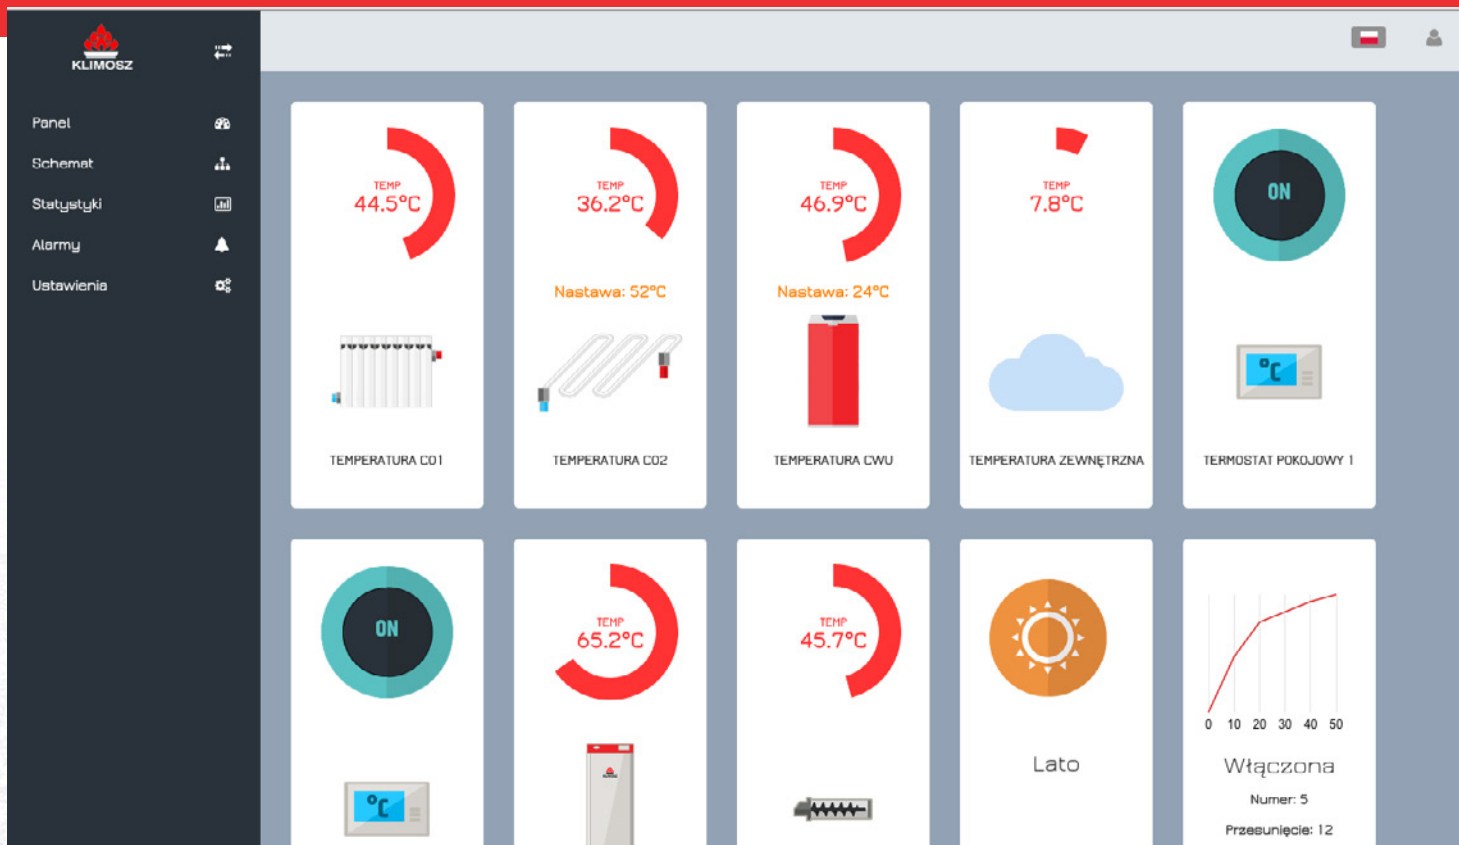 KLIMOSZ
Panel
Schemat
Statystyki
Alarmy
Ustawienia
TEMP
44.5°C
TEMPERATURA CO1
TEMP
36.2°C
Nastawa: 52°C
TEMPERATURA CO2
TEMP
46.9°C
Nastawa: 24°C
TEMPERATURA CWU
TEMP
7.8°C
TEMPERATURA ZEWNĘTRZNA
ON
°C
TERMOSTAT POKOJOWY 1
ON
°C
TEMP
65.2°C
TEMP
45.7°C
Lato
0 10 20 30 40 50
Włączona
Numer: 5
Przesunięcie: 12